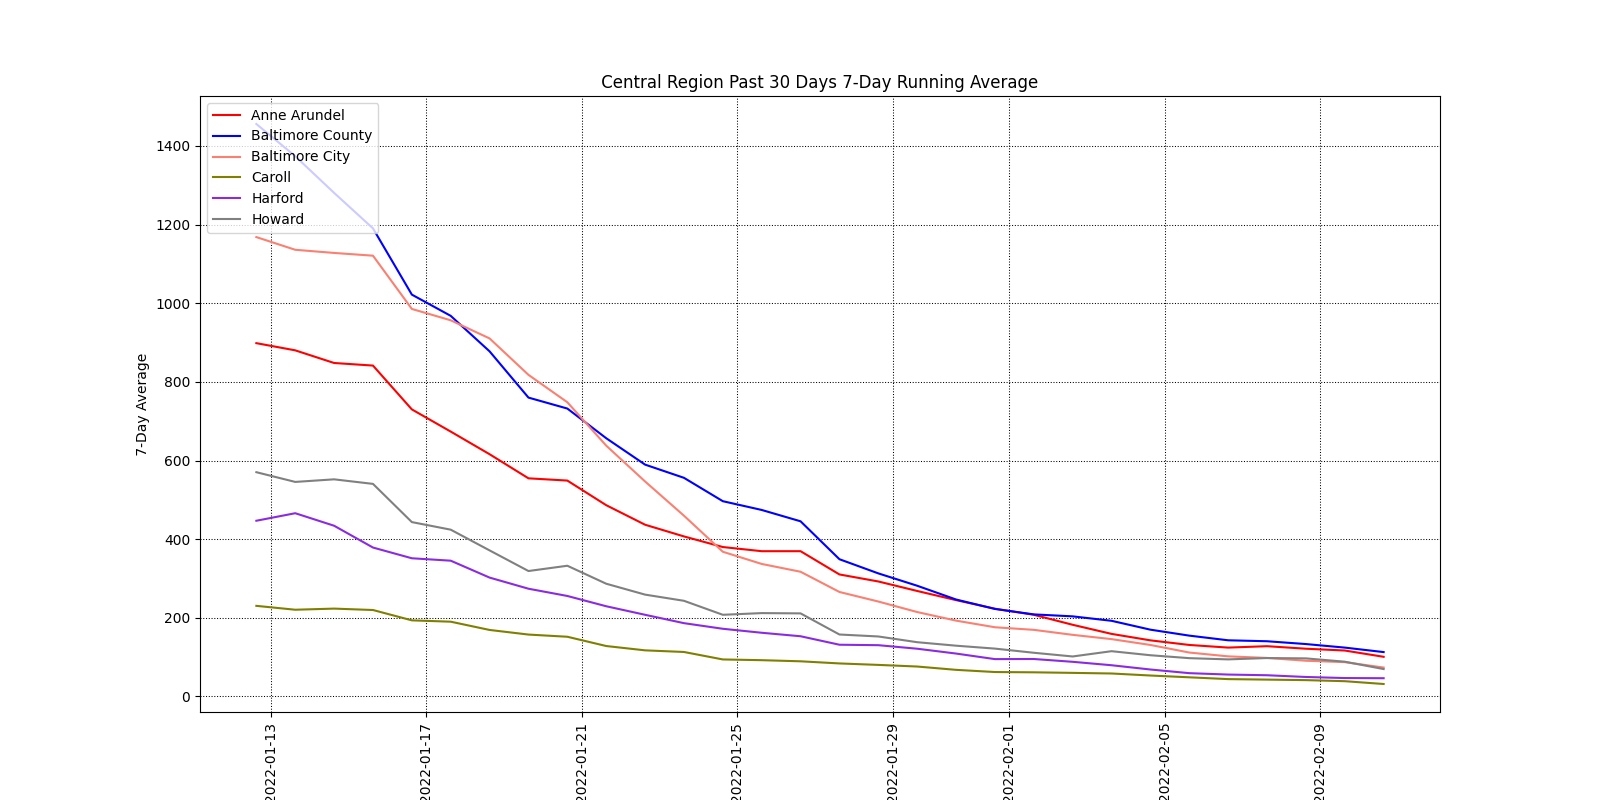 Central Region Past 30 Days 7-Day Running Average
Anne Arundel
Baltimore County
Baltimore City
Caroll
Harford
Howard
1400
1200
1000
800
600
400
200
0
7-Day Average
2022-01-13
2022-01-17
2022-01-21
2022-01-25
2022-01-29
2022-02-01
2022-02-05
2022-02-09